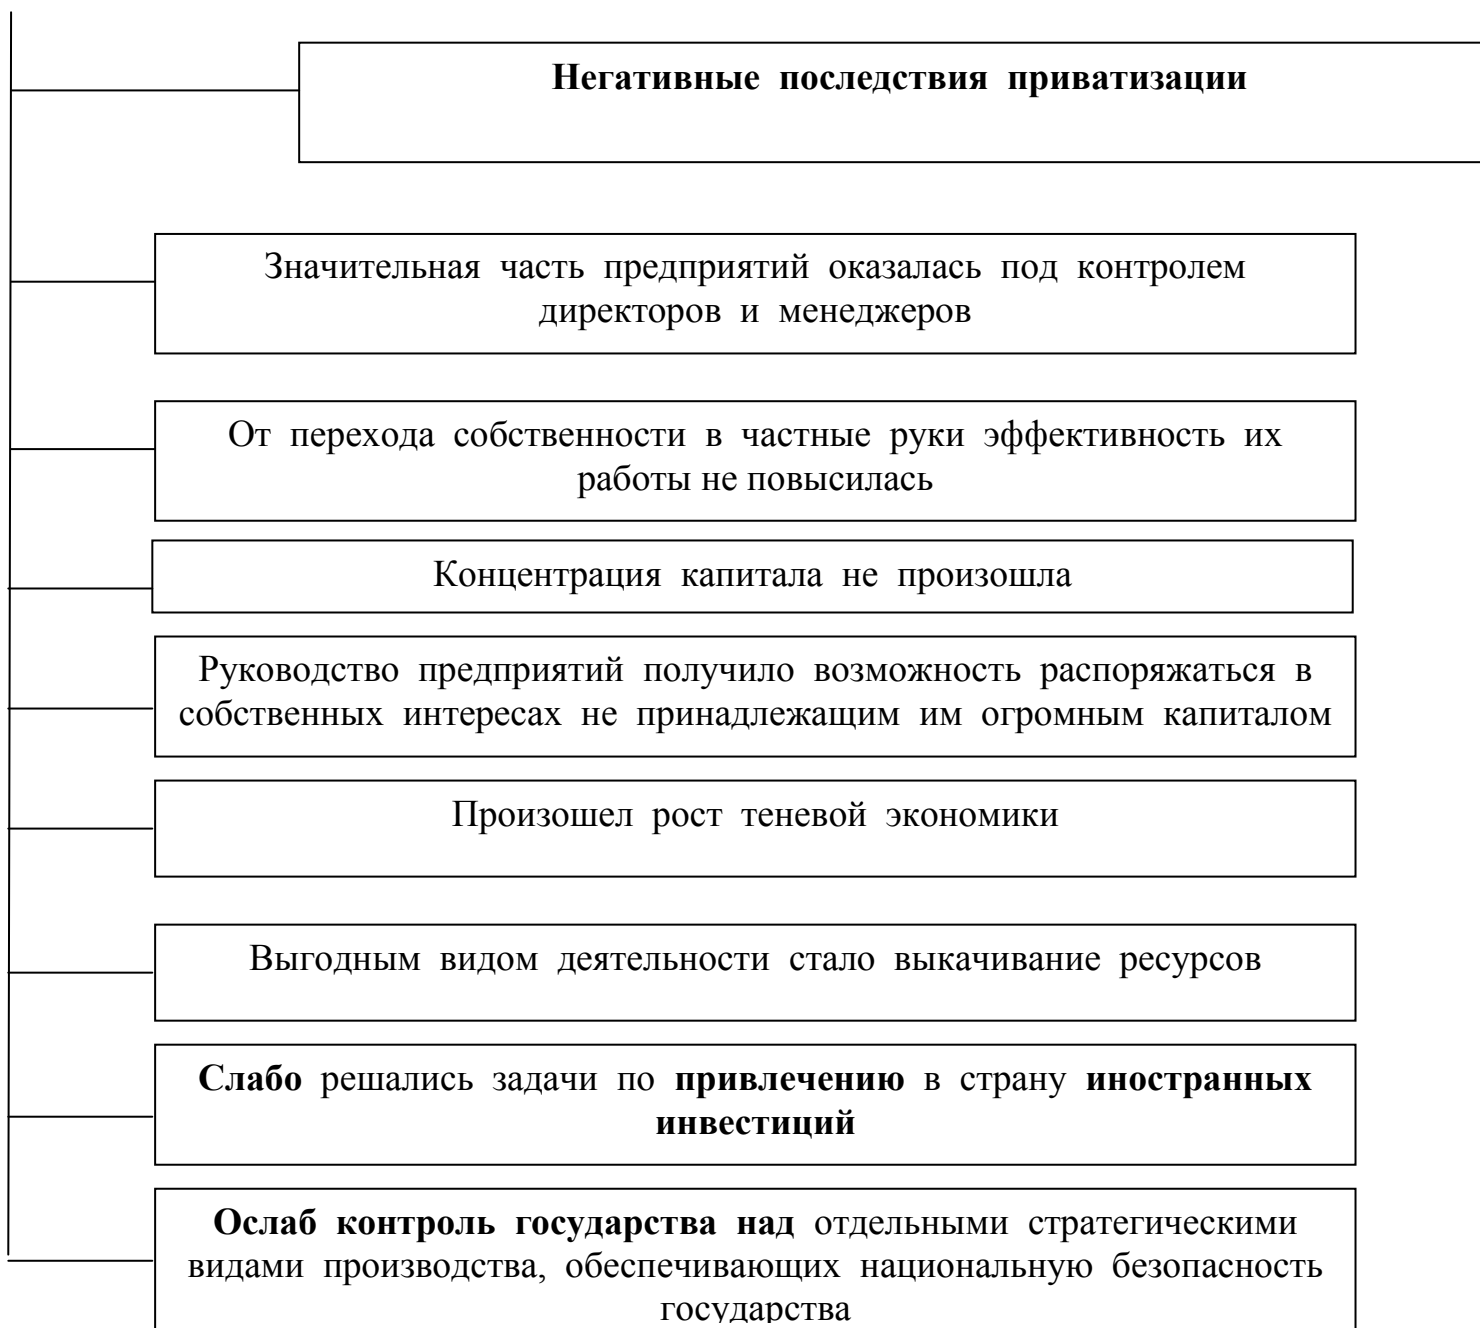 Негативные последствия приватизации
Значительная часть предприятий оказалась под контролем
директоров и менеджеров
От перехода собственности в частные руки эффективность их
работы не повысилась
Концентрация капитала не произошла
Руководство предприятий получило возможность распоряжаться в
собственных интересах не принадлежащим им огромным капиталом
Произошел рост теневой экономики
Выгодным видом деятельности стало выкачивание ресурсов
Слабо решались задачи по привлечению в страну иностранных
инвестиций
Ослаб контроль государства над отдельными стратегическими
видами производства, обеспечивающих национальную безопасность
государства